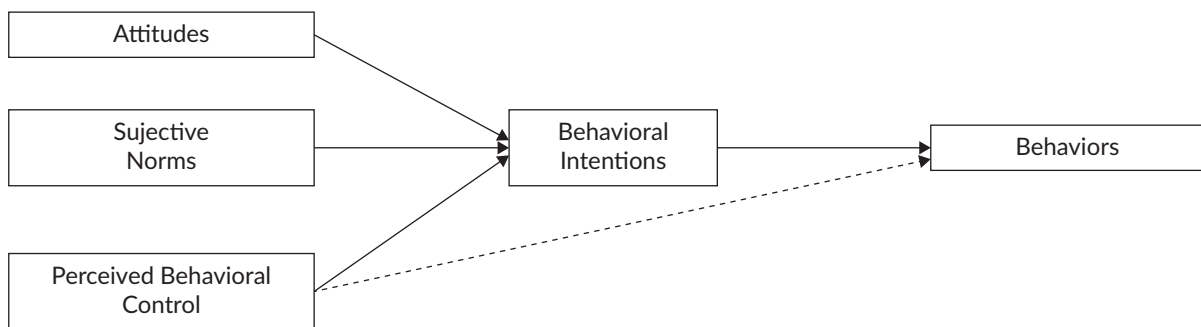 Attitudes
Sujective
Norms
Behavioral
Intentions
Behaviors
Perceived Behavioral
Control